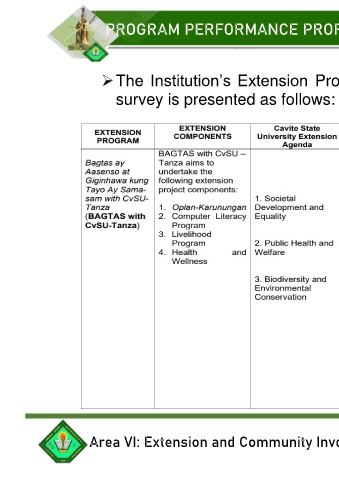 PROGRAM PERFORMANCE PROF
➢ The Institution's Extension Pro
survey is presented as follows:
EXTENSION
PROGRAM
EXTENSION
COMPONENTS
Cavite State
University Extension
Agenda
Bagtas ay
Aasenso at
Giginhawa kung
Tayo Ay Sama-
sam with CvSU-
Tanza
(BAGTAS with
CvSU-Tanza)
BAGTAS with CvSU –
Tanza aims to
undertake the
following extension
project components:
1. Oplan-Karunungan
2. Computer Literacy
Program
3. Livelihood
Program
4. Health and
Wellness
1. Societal
Development and
Equality
2. Public Health and
Welfare
3. Biodiversity and
Environmental
Conservation
Area VI: Extension and Community Invo